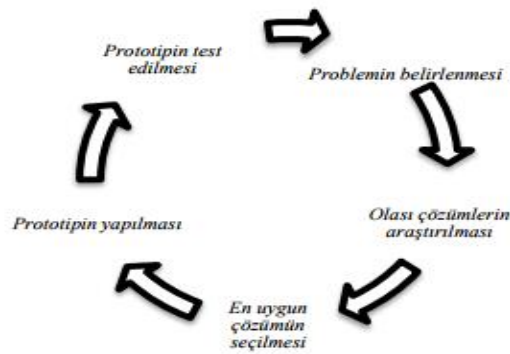 Prototipin test
edilmesi
Problemin belirlenmesi
Olası çözümlerin
araştırılması
En uygun
çözümün
seçilmesi
Prototipin yapılması